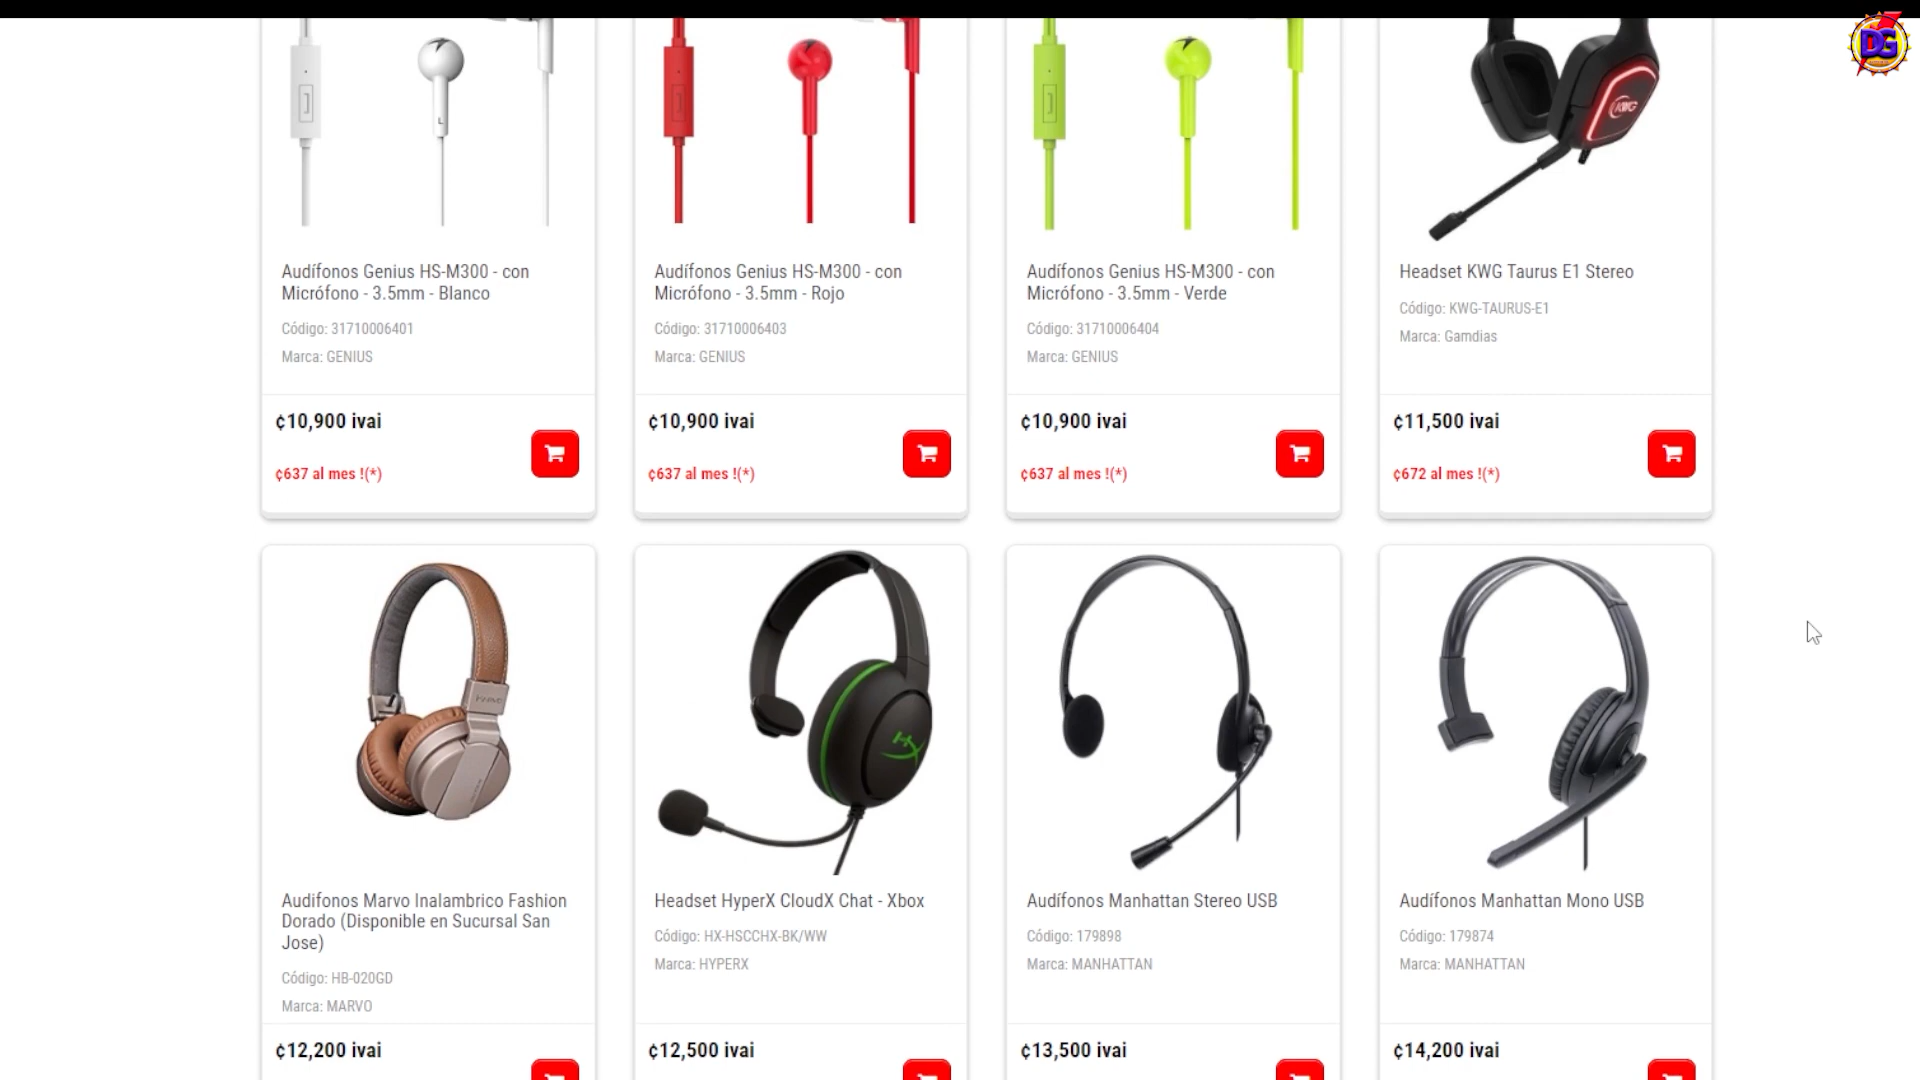 DG
KWG
Audífonos Genius HS-M300 - con
Micrófono - 3.5mm - Blanco
Código: 31710006401
Marca: GENIUS
¢10,900 ivai
¢637 al mes !(*)
Audífonos Genius HS-M300 - con
Micrófono - 3.5mm - Rojo
Código: 31710006403
Marca: GENIUS
¢10,900 ivai
¢637 al mes !(*)
Audífonos Genius HS-M300 - con
Micrófono - 3.5mm - Verde
Código: 31710006404
Marca: GENIUS
¢10,900 ivai
¢637 al mes !(*)
Headset KWG Taurus E1 Stereo
Código: KWG-TAURUS-E1
Marca: Gamdias
¢11,500 ivai
¢672 al mes !(*)
Audifonos Marvo Inalambrico Fashion
Dorado (Disponible en Sucursal San
Jose)
Código: HB-020GD
Marca: MARVO
¢12,200 ivai
HX
Headset HyperX CloudX Chat - Xbox
Código: HX-HSCCHX-BK/WW
Marca: HYPERX
¢12,500 ivai
Audífonos Manhattan Stereo USB
Código: 179898
Marca: MANHATTAN
¢13,500 ivai
Audífonos Manhattan Mono USB
Código: 179874
Marca: MANHATTAN
¢14,200 ivai